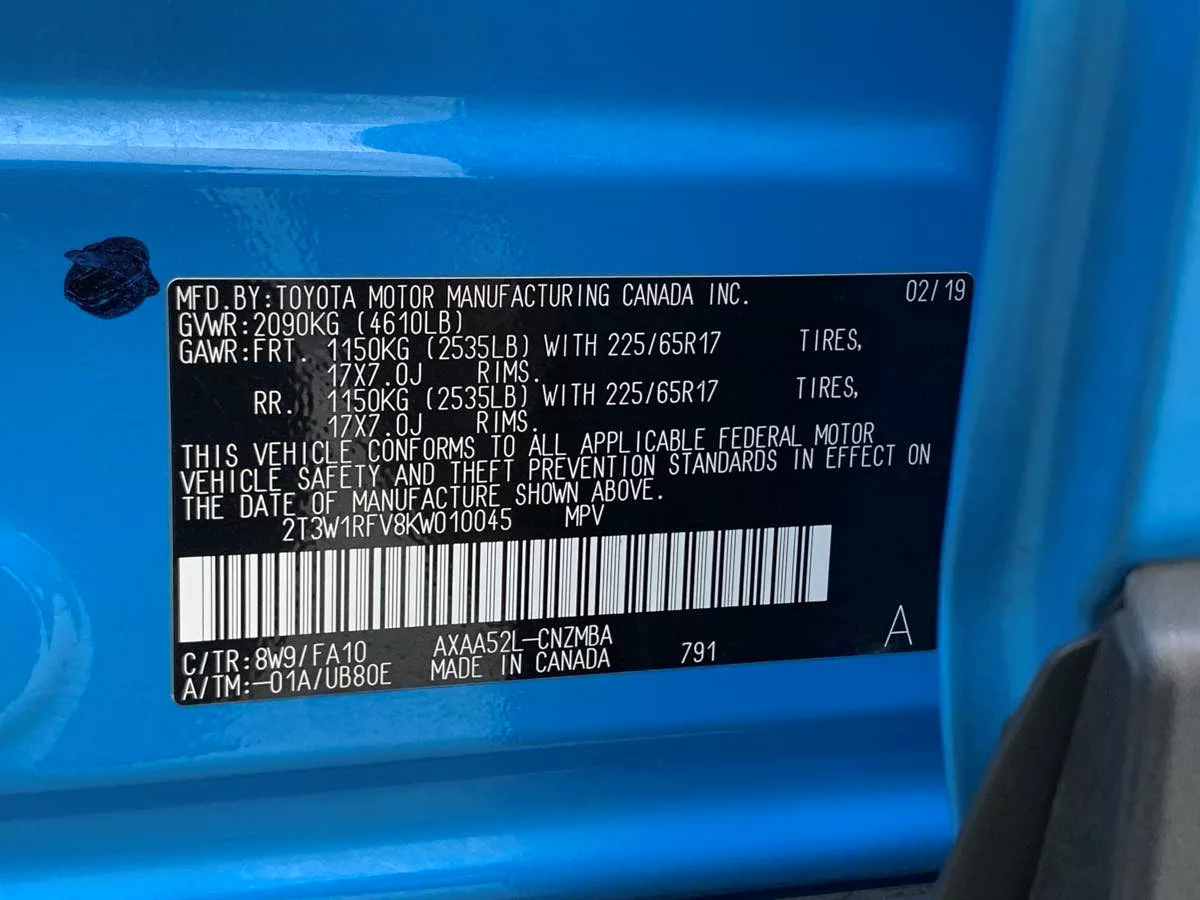 MFD.BY:TOYOTA MOTOR MANUFACTURING CANADA INC. 02/19
GVWR:2090KG (4610LB)
GAWR:FRT. 1150KG (2535LB) WITH 225/65R17 TIRES,
17X7.0J RIMS.
RR. 1150KG (2535LB) WITH 225/65R17 TIRES,
17X7.0J RIMS.
THIS VEHICLE CONFORMS TO ALL APPLICABLE FEDERAL MOTOR
VEHICLE SAFETY AND THEFT PREVENTION STANDARDS IN EFFECT ON
THE DATE OF MANUFACTURE SHOWN ABOVE.
2T3W1RFV8KW010045 MPV
C/TR:8W9/FA10 AXAA52L-CNZMBA 791 A
A/TM:-01A/UB80E MADE IN CANADA